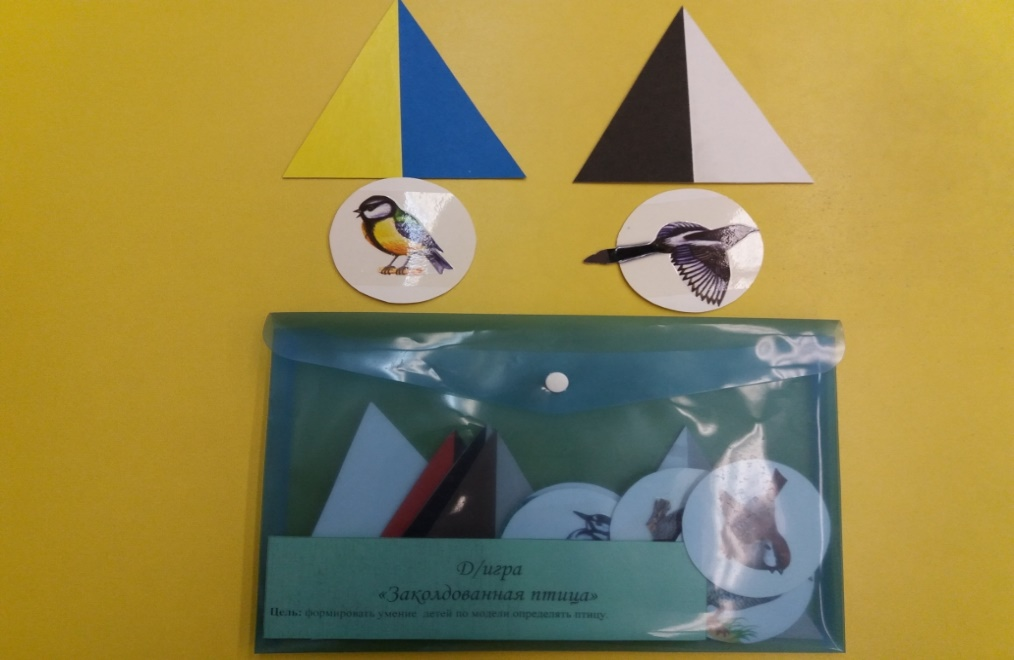 Д/игра
«Заколдованная птица»
Цель: формировать умение детей по модели определять птицу.